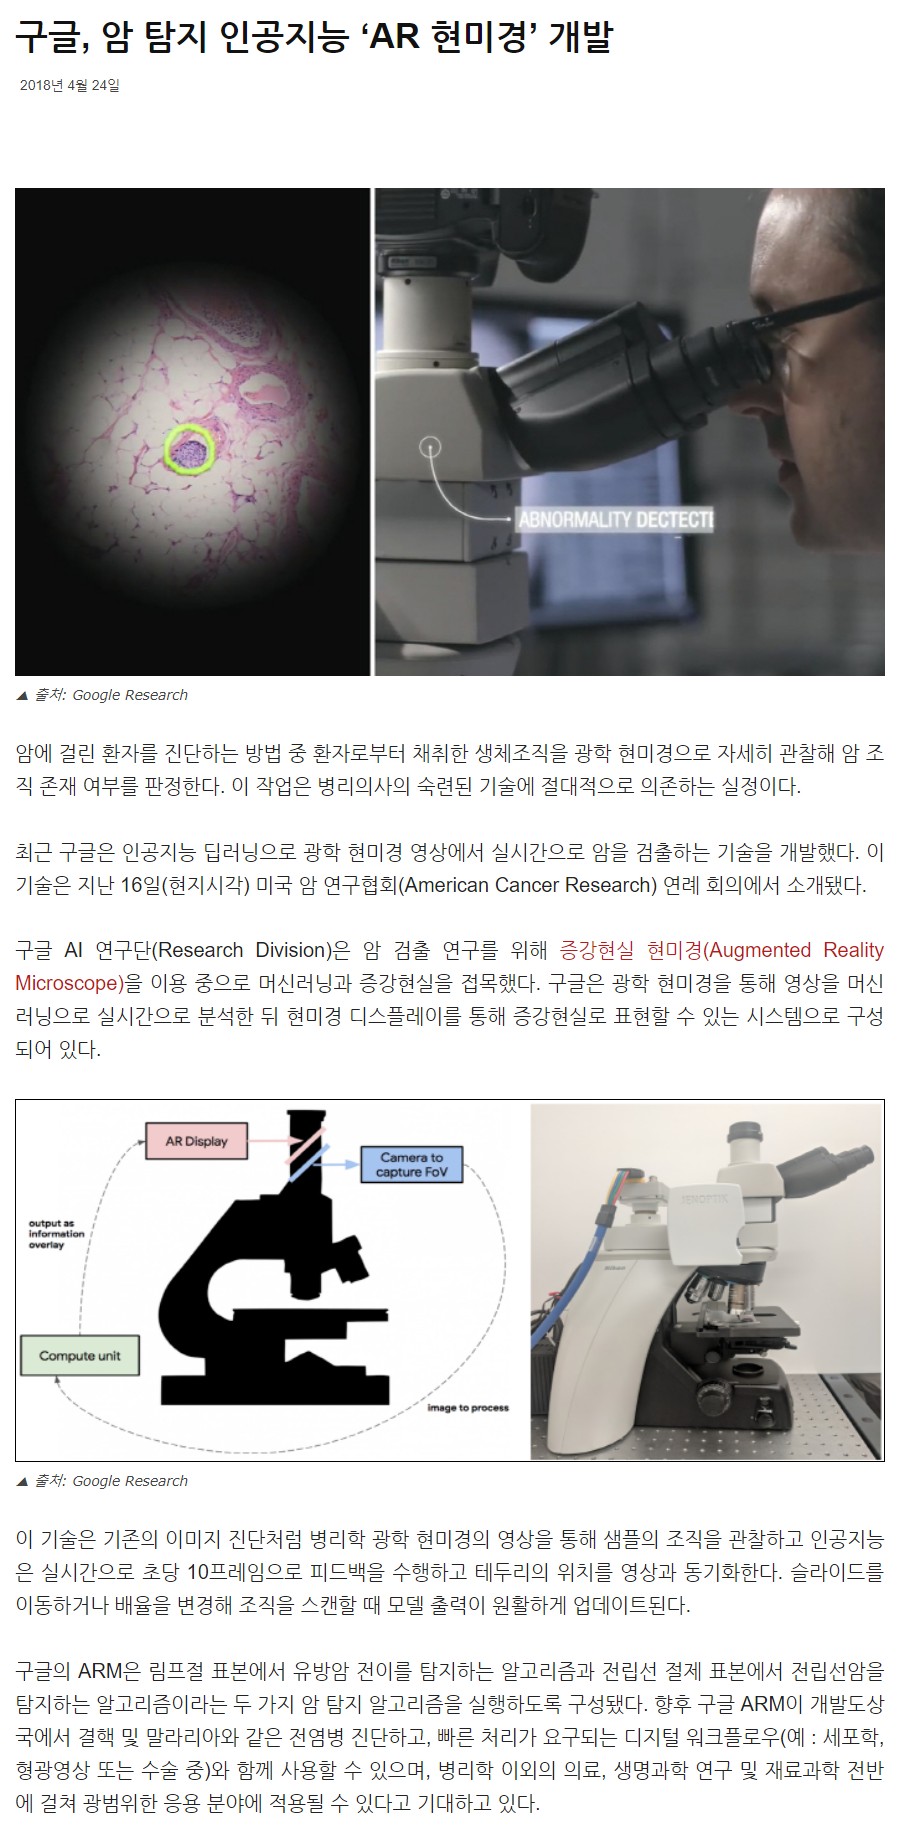 구글, 암 탐지 인공지능 ‘AR 현미경’ 개발
2018년 4월 24일
ABNORMALITY DECTECTE
▲ 출처: Google Research
암에 걸린 환자를 진단하는 방법 중 환자로부터 채취한 생체조직을 광학 현미경으로 자세히 관찰해 암 조
직 존재 여부를 판정한다. 이 작업은 병리의사의 숙련된 기술에 절대적으로 의존하는 실정이다.
최근 구글은 인공지능 딥러닝으로 광학 현미경 영상에서 실시간으로 암을 검출하는 기술을 개발했다. 이
기술은 지난 16일(현지시각) 미국 암 연구협회(American Cancer Research) 연례 회의에서 소개됐다.
구글 AI 연구단(Research Division)은 암 검출 연구를 위해 증강현실 현미경(Augmented Reality
Microscope)을 이용 중으로 머신러닝과 증강현실을 접목했다. 구글은 광학 현미경을 통해 영상을 머신
러닝으로 실시간으로 분석한 뒤 현미경 디스플레이를 통해 증강현실로 표현할 수 있는 시스템으로 구성
되어 있다.
AR Display
Camera to
capture FoV
image to process
Compute unit
output as
information
overlay
▲ 출처: Google Research
이 기술은 기존의 이미지 진단처럼 병리학 광학 현미경의 영상을 통해 샘플의 조직을 관찰하고 인공지능
은 실시간으로 초당 10프레임으로 피드백을 수행하고 테두리의 위치를 영상과 동기화한다. 슬라이드를
이동하거나 배율을 변경해 조직을 스캔할 때 모델 출력이 원활하게 업데이트된다.
구글의 ARM은 림프절 표본에서 유방암 전이를 탐지하는 알고리즘과 전립선 절제 표본에서 전립선암을
탐지하는 알고리즘이라는 두 가지 암 탐지 알고리즘을 실행하도록 구성됐다. 향후 구글 ARM이 개발도상
국에서 결핵 및 말라리아와 같은 전염병 진단하고, 빠른 처리가 요구되는 디지털 워크플로우(예 : 세포학,
형광영상 또는 수술 중)와 함께 사용할 수 있으며, 병리학 이외의 의료, 생명과학 연구 및 재료과학 전반
에 걸쳐 광범위한 응용 분야에 적용될 수 있다고 기대하고 있다.